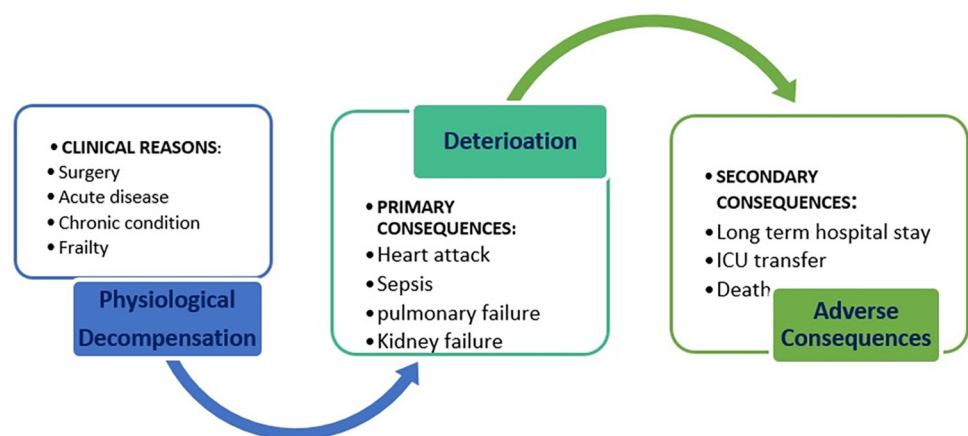 • CLINICAL REASONS:
• Surgery
• Acute disease
• Chronic condition
• Frailty
Physiological
Decompensation
Deterioation
• PRIMARY
CONSEQUENCES:
• Heart attack
• Sepsis
• pulmonary failure
• Kidney failure
• SECONDARY
CONSEQUENCES:
• Long term hospital stay
• ICU transfer
• Death
Adverse
Consequences